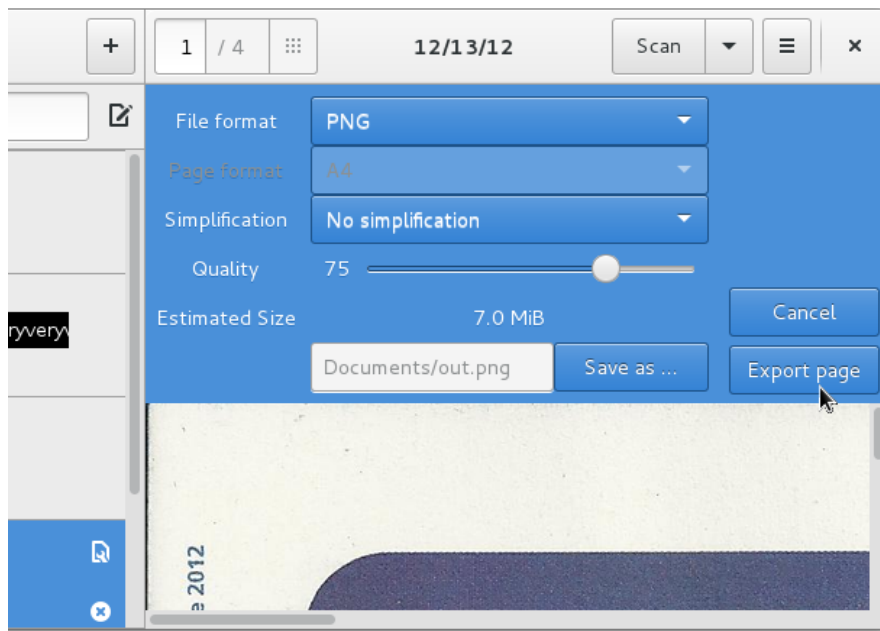 1 / 4 12/13/12 Scan
File format PNG
Page format A4
Simplification No simplification
Quality 75
Estimated Size 7.0 MiB
Cancel
Documents/out.png Save as ... Export page
2012